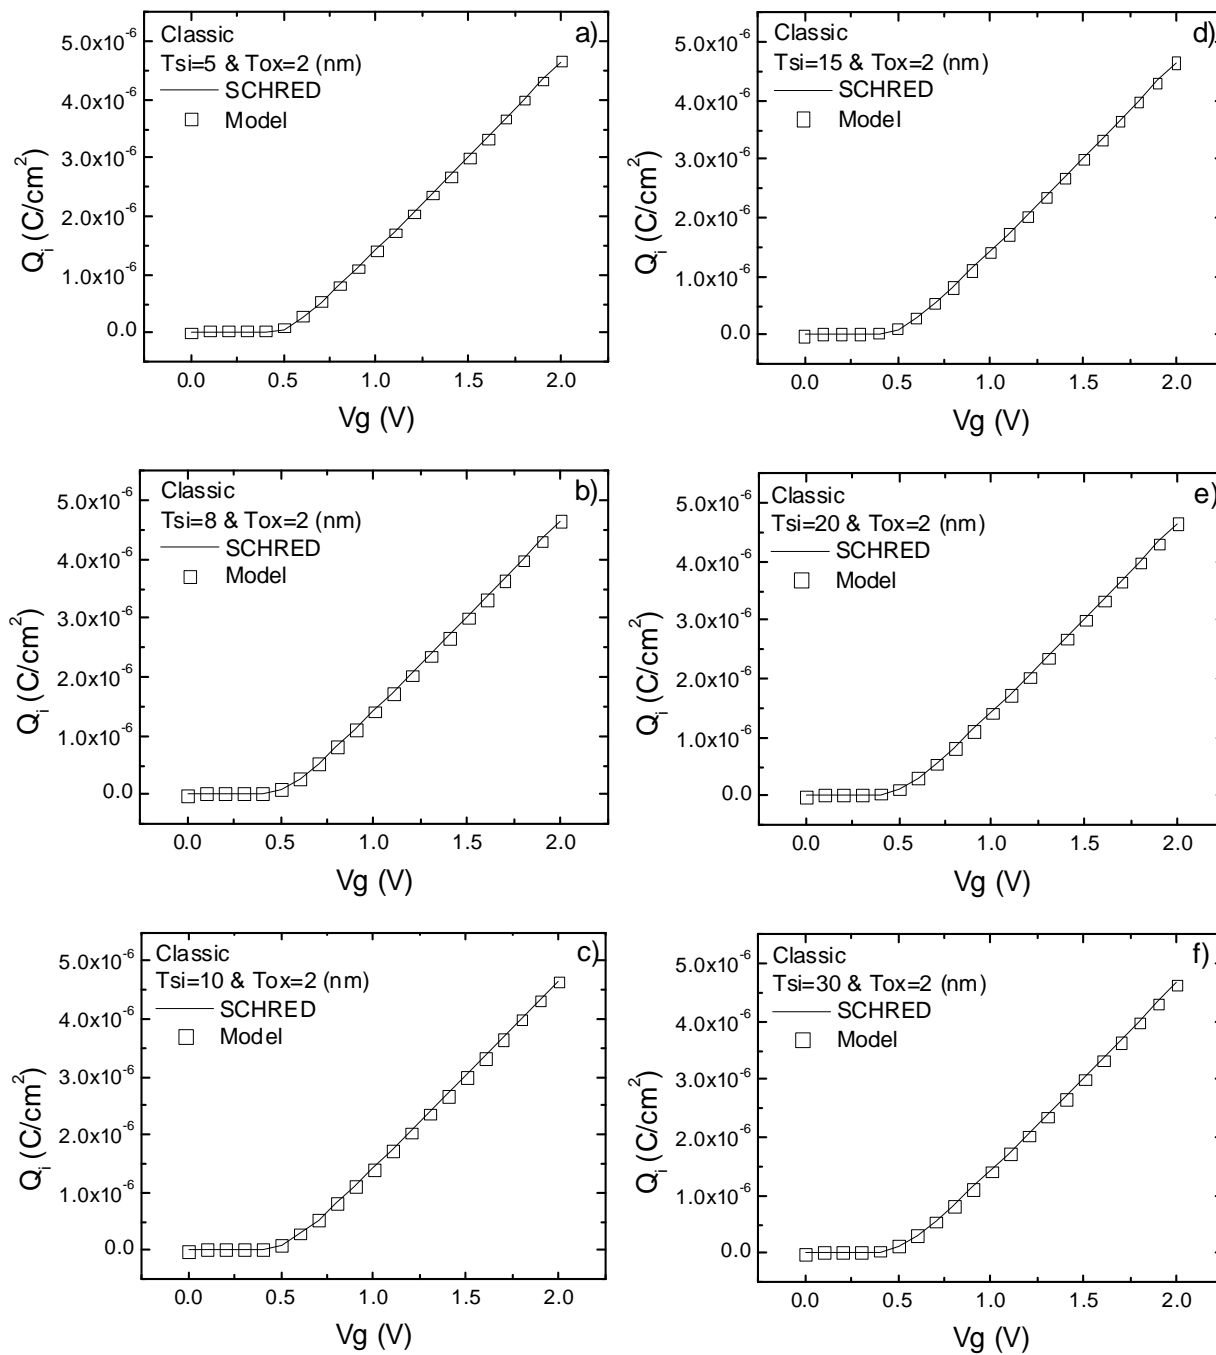 a)
Classic
Tsi=5 & Tox=2 (nm)
SCHRED
Model
5.0x10⁻⁶
4.0x10⁻⁶
3.0x10⁻⁶
2.0x10⁻⁶
1.0x10⁻⁶
0.0
Qᵢ (C/cm²)
0.0 0.5 1.0 1.5 2.0
Vg (V)
d)
Classic
Tsi=15 & Tox=2 (nm)
SCHRED
Model
5.0x10⁻⁶
4.0x10⁻⁶
3.0x10⁻⁶
2.0x10⁻⁶
1.0x10⁻⁶
0.0
Qᵢ (C/cm²)
0.0 0.5 1.0 1.5 2.0
Vg (V)
b)
Classic
Tsi=8 & Tox=2 (nm)
SCHRED
Model
5.0x10⁻⁶
4.0x10⁻⁶
3.0x10⁻⁶
2.0x10⁻⁶
1.0x10⁻⁶
0.0
Qᵢ (C/cm²)
0.0 0.5 1.0 1.5 2.0
Vg (V)
e)
Classic
Tsi=20 & Tox=2 (nm)
SCHRED
Model
5.0x10⁻⁶
4.0x10⁻⁶
3.0x10⁻⁶
2.0x10⁻⁶
1.0x10⁻⁶
0.0
Qᵢ (C/cm²)
0.0 0.5 1.0 1.5 2.0
Vg (V)
c)
Classic
Tsi=10 & Tox=2 (nm)
SCHRED
Model
5.0x10⁻⁶
4.0x10⁻⁶
3.0x10⁻⁶
2.0x10⁻⁶
1.0x10⁻⁶
0.0
Qᵢ (C/cm²)
0.0 0.5 1.0 1.5 2.0
Vg (V)
f)
Classic
Tsi=30 & Tox=2 (nm)
SCHRED
Model
5.0x10⁻⁶
4.0x10⁻⁶
3.0x10⁻⁶
2.0x10⁻⁶
1.0x10⁻⁶
0.0
Qᵢ (C/cm²)
0.0 0.5 1.0 1.5 2.0
Vg (V)